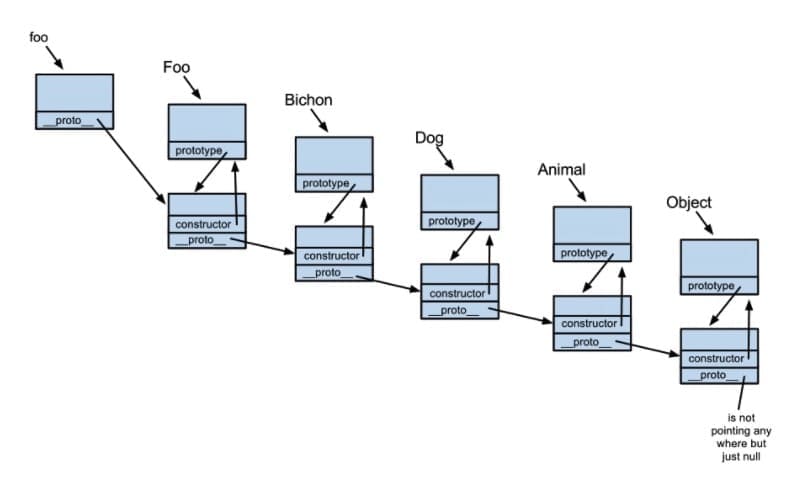 foo
__proto__
Foo
prototype
constructor
__proto__
Bichon
prototype
constructor
__proto__
Dog
prototype
constructor
__proto__
Animal
prototype
constructor
__proto__
Object
prototype
constructor
__proto__
is not
pointing any
where but
just null